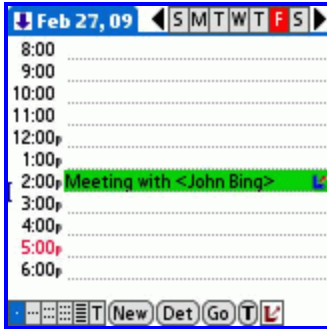 Feb 27, 09 S M T W T F S
8:00
9:00
10:00
11:00
12:00p
1:00p
2:00p Meeting with <John Bing>
3:00p
4:00p
5:00p
6:00p
T New Det Go T